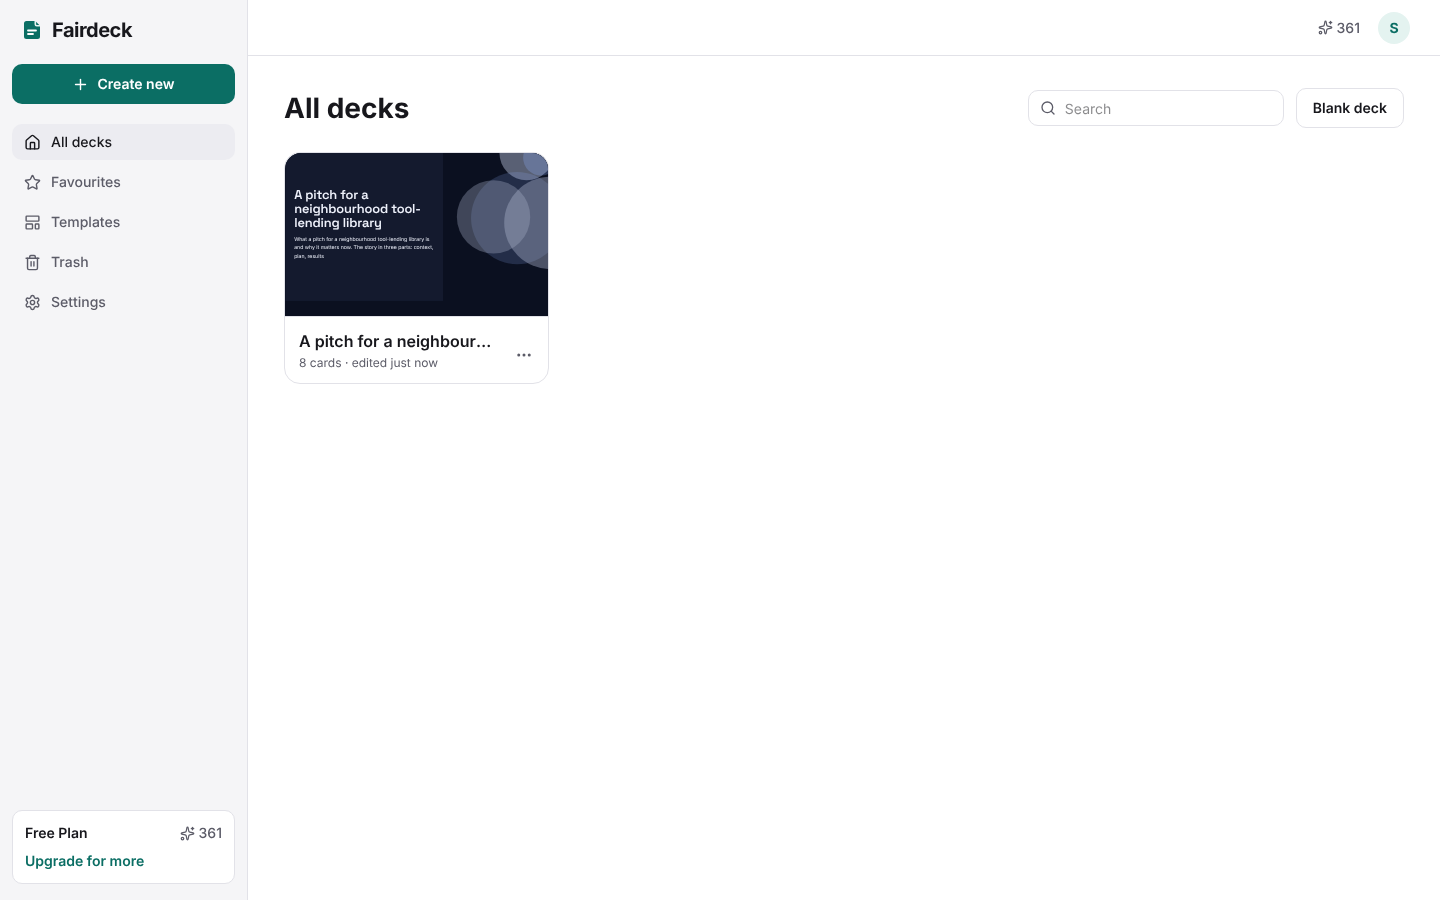 Fairdeck
361
S
Create new
All decks
Favourites
Templates
Trash
Settings
All decks
Search
Blank deck
A pitch for a
neighbourhood tool-
lending library
What a pitch for a neighbourhood tool-lending library is
and why it matters now. The story in three parts: context,
plan, results
A pitch for a neighbour...
8 cards · edited just now
Free Plan
361
Upgrade for more